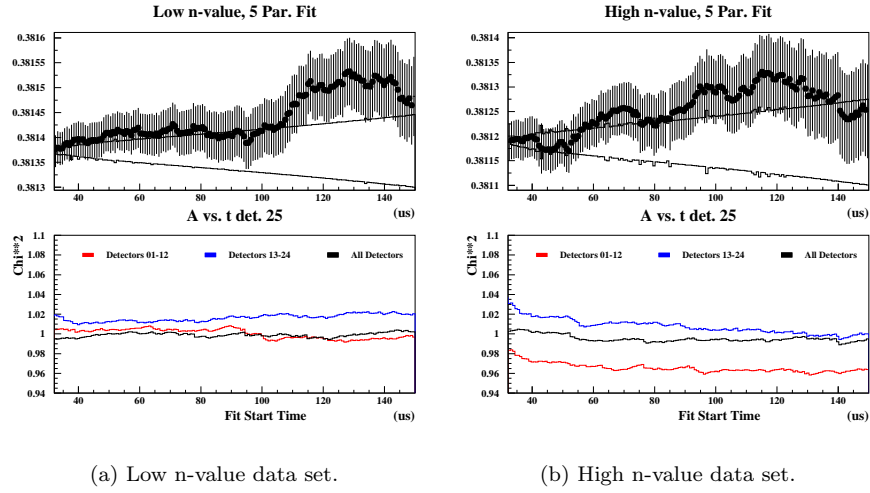 Low n-value, 5 Par. Fit
0.3816
0.38155
0.3815
0.38145
0.3814
0.38135
0.3813
40 60 80 100 120 140
(us)
A vs. t det. 25
Chi**2
1.1
1.08
1.06
1.04
1.02
1
0.98
0.96
0.94
Detectors 01-12 Detectors 13-24 All Detectors
40 60 80 100 120 140
Fit Start Time (us)
(a) Low n-value data set.
High n-value, 5 Par. Fit
0.3814
0.38135
0.3813
0.38125
0.3812
0.38115
0.3811
40 60 80 100 120 140
(us)
A vs. t det. 25
Chi**2
1.1
1.08
1.06
1.04
1.02
1
0.98
0.96
0.94
Detectors 01-12 Detectors 13-24 All Detectors
40 60 80 100 120 140
Fit Start Time (us)
(b) High n-value data set.